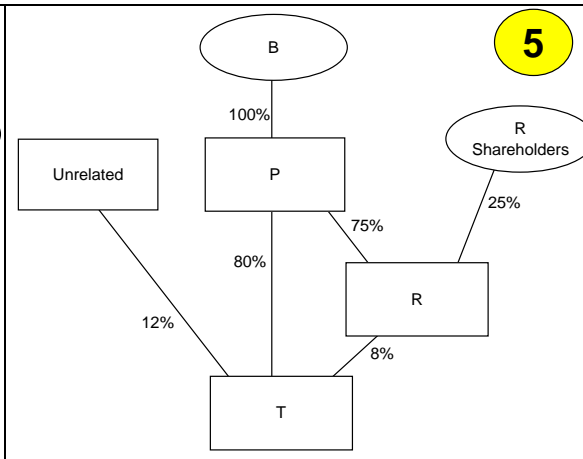 B
5
100%
R
Shareholders
Unrelated
P
25%
75%
80%
R
12%
8%
T
)